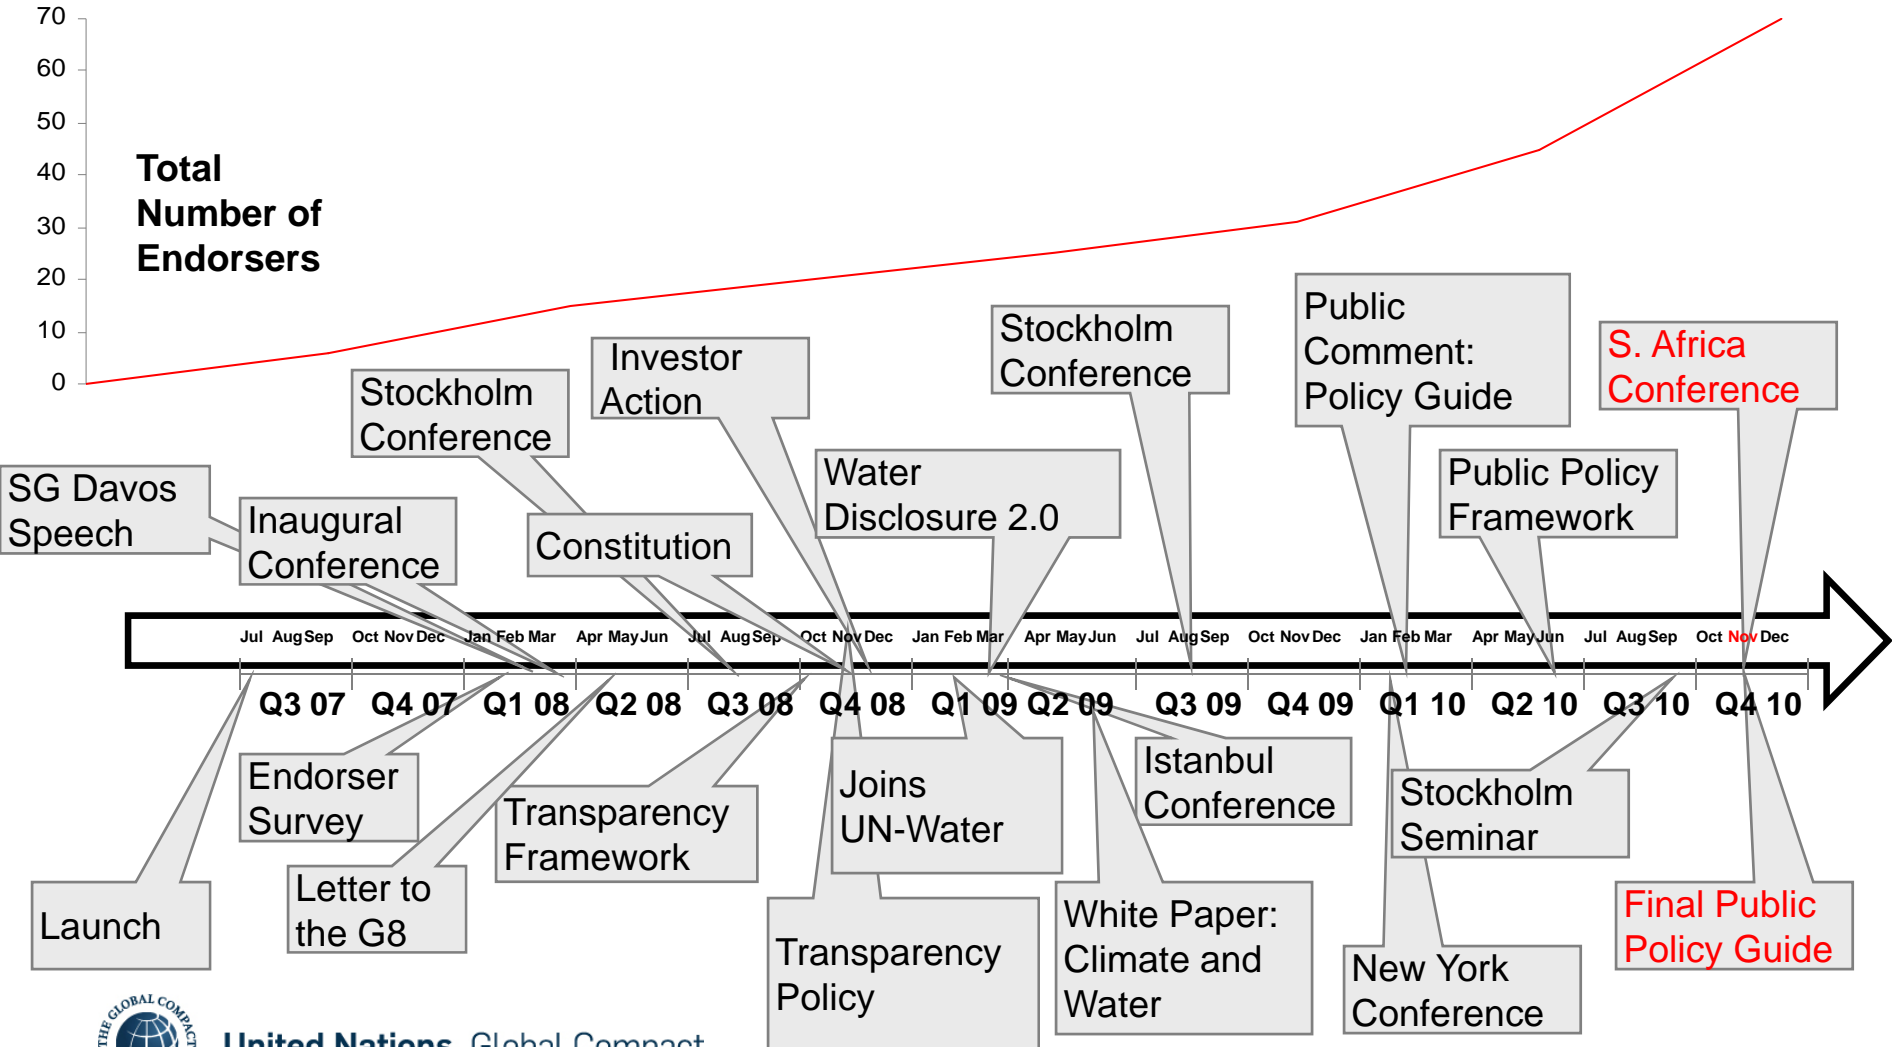 70
60
50
40
30
20
10
0
Total
Number of
Endorsers
Stockholm
Conference
Investor
Action
Stockholm
Conference
Public
Comment:
Policy Guide
S. Africa
Conference
SG Davos
Speech
Inaugural
Conference
Constitution
Water
Disclosure 2.0
Public Policy
Framework
Jul Aug Sep Oct Nov Dec Jan Feb Mar Apr May Jun Jul Aug Sep Oct Nov Dec Jan Feb Mar Apr May Jun Jul Aug Sep Oct Nov Dec Jan Feb Mar Apr May Jun Jul Aug Sep Oct Nov Dec
Q3 07 Q4 07 Q1 08 Q2 08 Q3 08 Q4 08 Q1 09 Q2 09 Q3 09 Q4 09 Q1 10 Q2 10 Q3 10 Q4 10
Launch
Endorser
Survey
Letter to
the G8
Transparency
Framework
Transparency
Policy
Joins
UN-Water
White Paper:
Climate and
Water
Istanbul
Conference
New York
Conference
Stockholm
Seminar
Final Public
Policy Guide
THE GLOBAL COMPACT
United Nations Global Compact